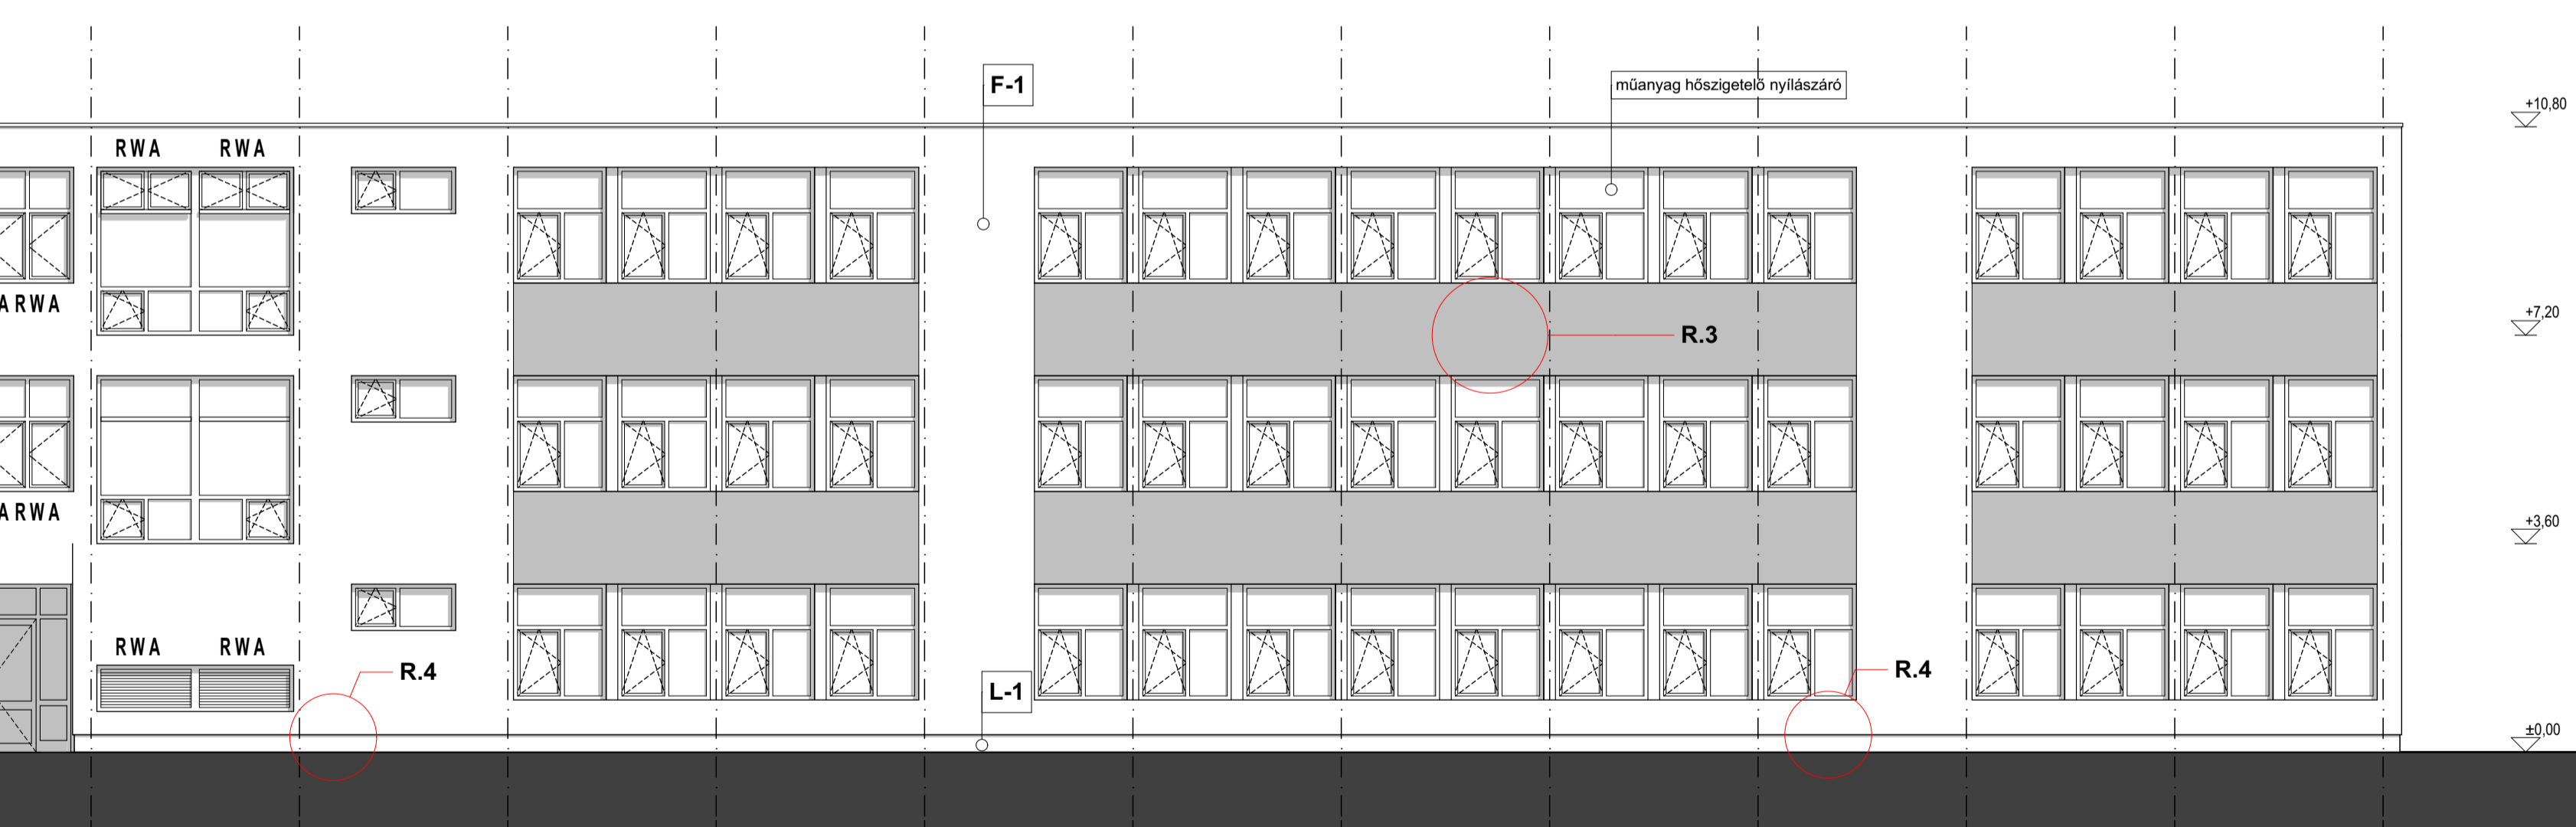 F-1
műanyag hőszigetelő nyílászáró
+10,80
RWA RWA
ARWA
+7,20
R.3
ARWA
+3,60
RWA RWA
R.4
R.4
L-1
±0,00